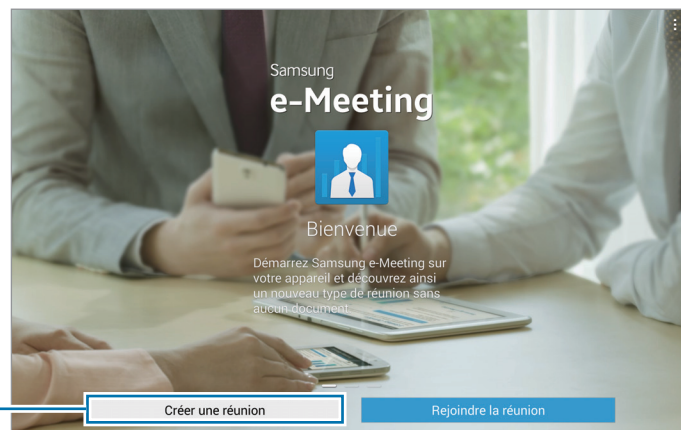 Samsung
e-Meeting
Bienvenue
Démarrez Samsung e-Meeting sur
votre appareil et découvrez ainsi
un nouveau type de réunion sans
aucun document.
Créer une réunion
Rejoindre la réunion